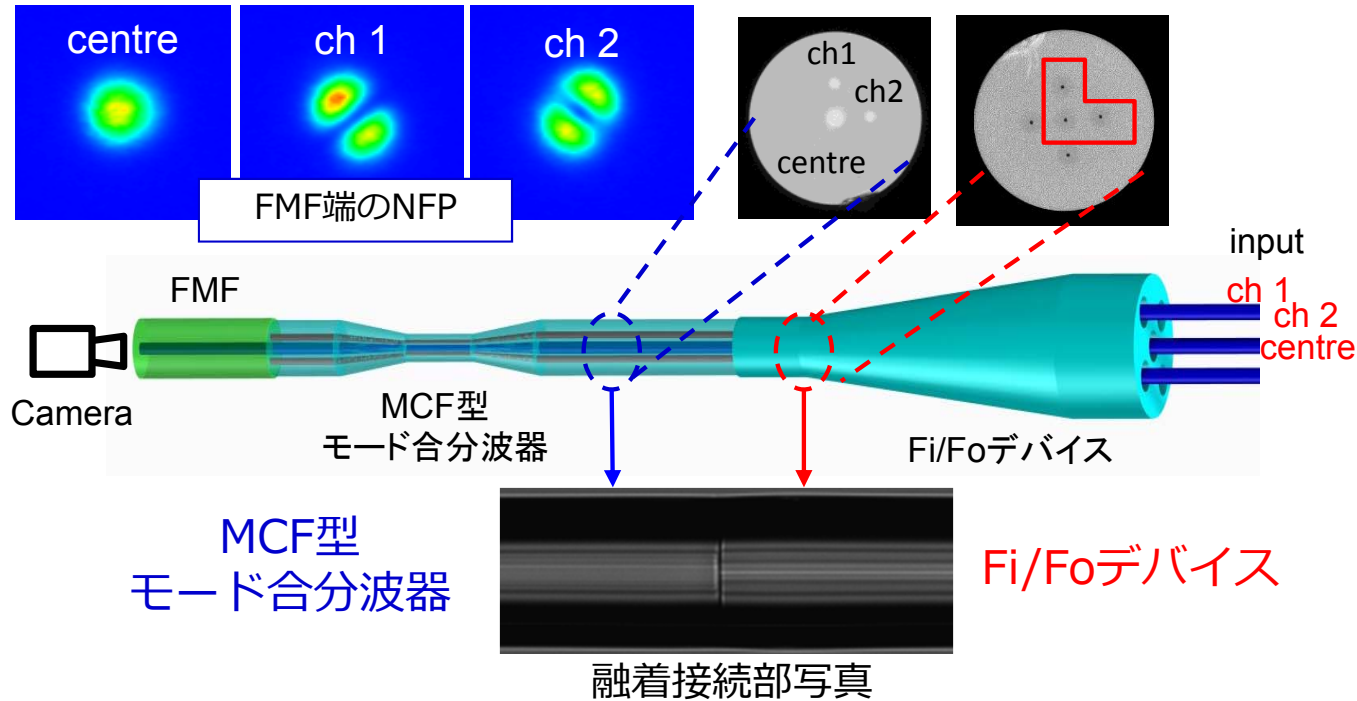 centre
ch 1
ch 2
FMF端のNFP
ch1
ch2
centre
input
ch 1
ch 2
centre
FMF
Camera
MCF型
モード合分波器
Fi/Foデバイス
MCF型
モード合分波器
Fi/Foデバイス
融着接続部写真